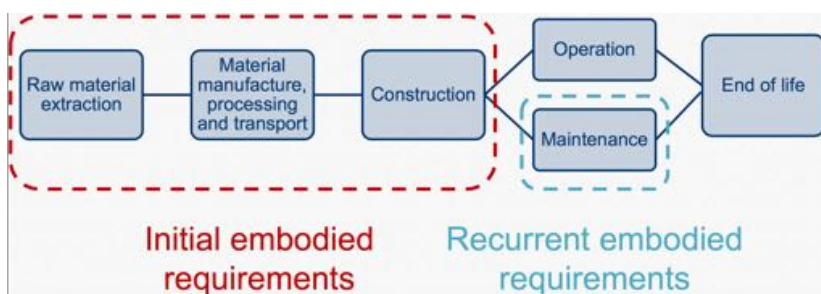 Raw material
extraction
Material
manufacture,
processing
and transport
Construction
Operation
Maintenance
End of life
Initial embodied
requirements
Recurrent embodied
requirements